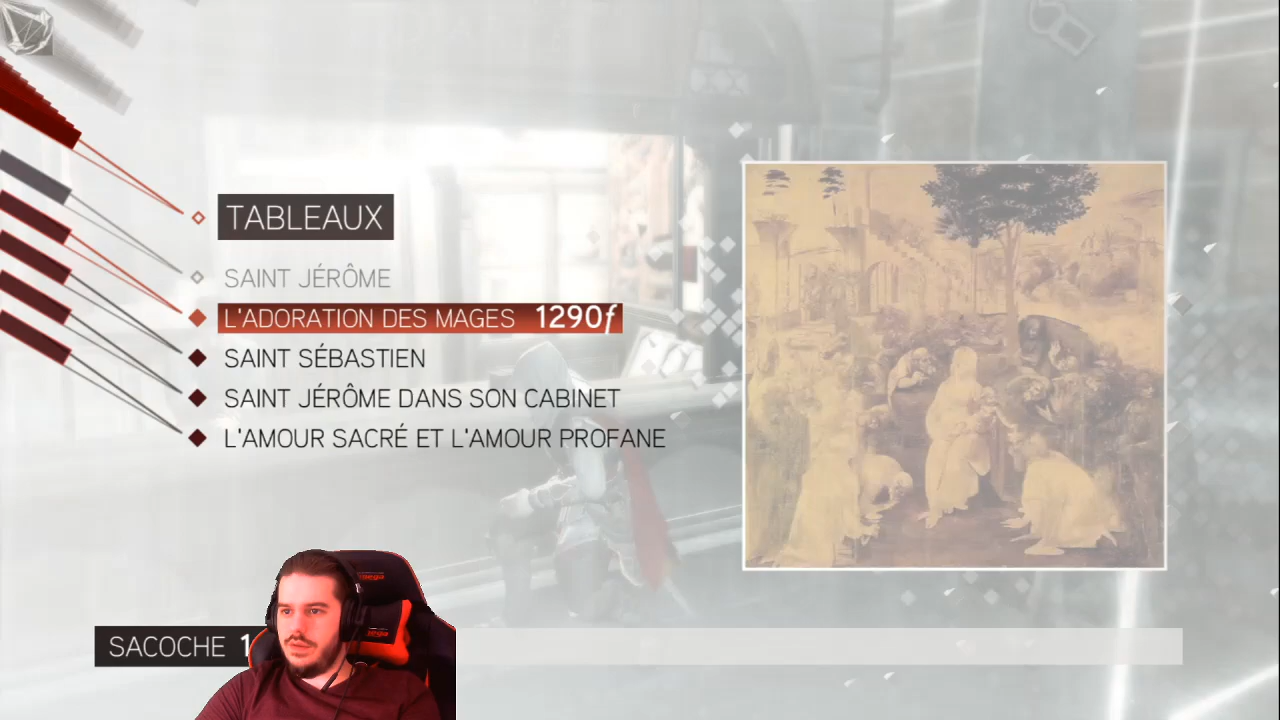 TABLEAUX
SAINT JÉRÔME
L'ADORATION DES MAGES 1290ƒ
SAINT SÉBASTIEN
SAINT JÉRÔME DANS SON CABINET
L'AMOUR SACRÉ ET L'AMOUR PROFANE
SACOCHE 1